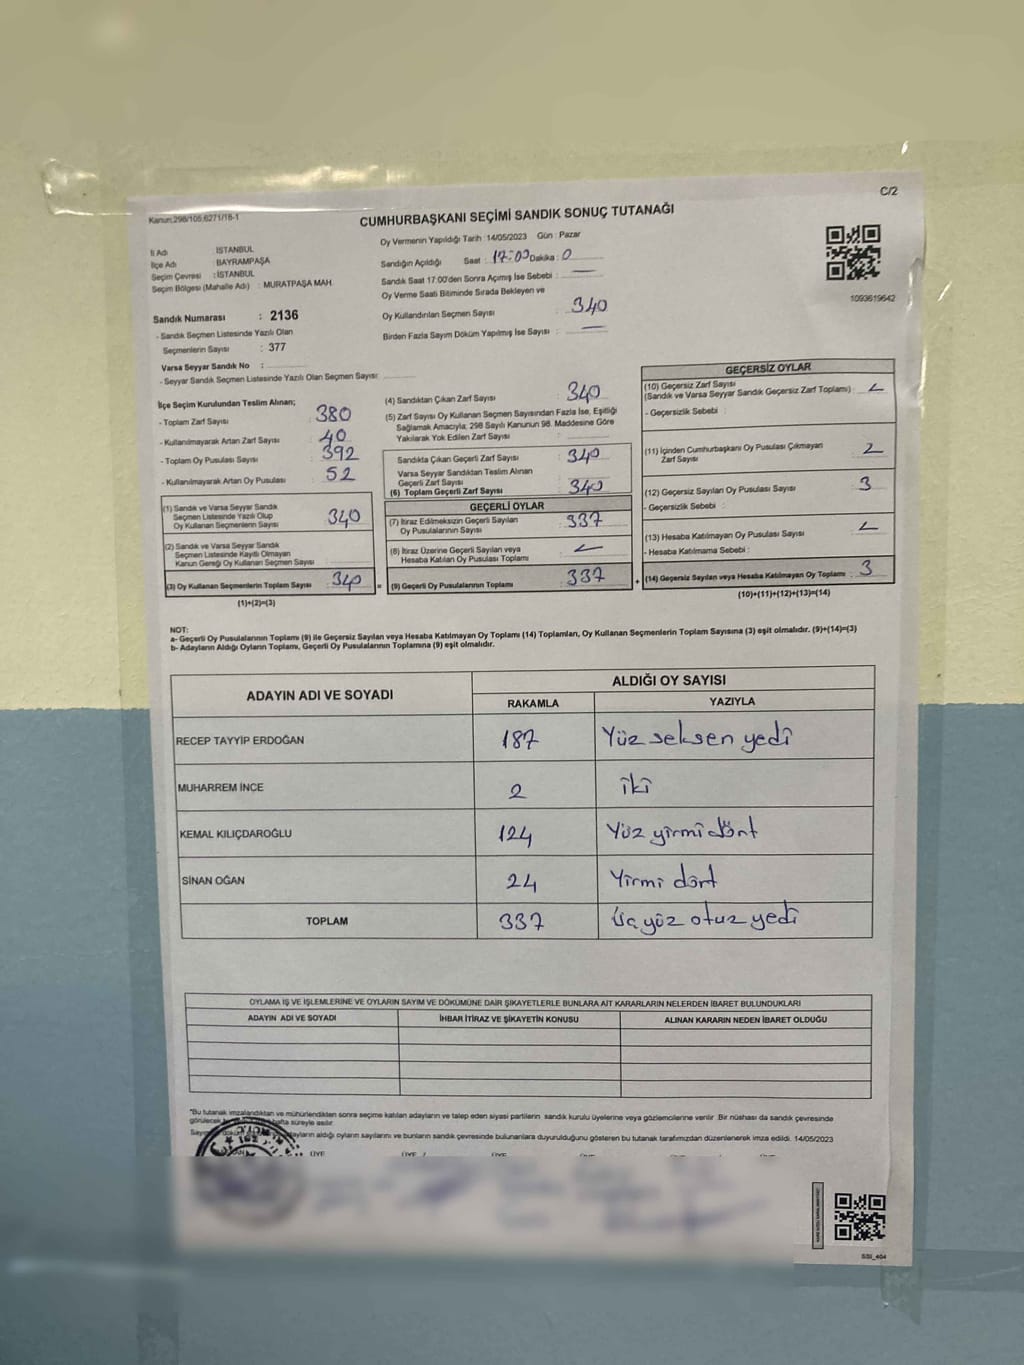 C/2
Kanun:298/105,6271/18-1
CUMHURBAŞKANI SEÇİMİ SANDIK SONUÇ TUTANAĞI
İl Adı : İSTANBUL
İlçe Adı : BAYRAMPAŞA
Seçim Çevresi : İSTANBUL
Seçim Bölgesi (Mahalle Adı) : MURATPAŞA MAH.
Sandık Numarası : 2136
- Sandık Seçmen Listesinde Yazılı Olan
Seçmenlerin Sayısı : 377
Varsa Seyyar Sandık No :
- Seyyar Sandık Seçmen Listesinde Yazılı Olan Seçmen Sayısı:
Oy Vermenin Yapıldığı Tarih :14/05/2023 Gün : Pazar
Sandığın Açıldığı Saat : 17:00 Dakika : 0
Sandık Saat 17:00'den Sonra Açımış İse Sebebi : —
Oy Verme Saati Bitiminde Sırada Bekleyen ve
Oy Kullandırılan Seçmen Sayısı : 340
Birden Fazla Sayım Döküm Yapılmış İse Sayısı : —
1093619642
İlçe Seçim Kurulundan Teslim Alınan;
- Toplam Zarf Sayısı : 380
- Kullanılmayarak Artan Zarf Sayısı : 40
- Toplam Oy Pusulası Sayısı : 392
- Kullanılmayarak Artan Oy Pusulası : 52
(1) Sandık ve Varsa Seyyar Sandık
Seçmen Listesinde Yazılı Olup
Oy Kullanan Seçmenlerin Sayısı : 340
(2) Sandık ve Varsa Seyyar Sandık
Seçmen Listesinde Kayıtlı Olmayan
Kanun Gereği Oy Kullanan Seçmen Sayısı :
(3) Oy Kullanan Seçmenlerin Toplam Sayısı : 340
(1)+(2)=(3)
(4) Sandıktan Çıkan Zarf Sayısı : 340
(5) Zarf Sayısı Oy Kullanan Seçmen Sayısından Fazla İse, Eşitliği
Sağlamak Amacıyla; 298 Sayılı Kanunun 98. Maddesine Göre
Yakılarak Yok Edilen Zarf Sayısı :
Sandıkta Çıkan Geçerli Zarf Sayısı : 340
Varsa Seyyar Sandıktan Teslim Alınan
Geçerli Zarf Sayısı
(6) Toplam Geçerli Zarf Sayısı : 340
GEÇERLİ OYLAR
(7) İtiraz Edilmeksizin Geçerli Sayılan
Oy Pusulalarının Sayısı : 337
(8) İtiraz Üzerine Geçerli Sayılan veya
Hesaba Katılan Oy Pusulası Toplamı :
(9) Geçerli Oy Pusulalarının Toplamı : 337
GEÇERSİZ OYLAR
(10) Geçersiz Zarf Sayısı
(Sandık ve Varsa Seyyar Sandık Geçersiz Zarf Toplamı) :
- Geçersizlik Sebebi :
(11) İçinden Cumhurbaşkanı Oy Pusulası Çıkmayan
Zarf Sayısı :
(12) Geçersiz Sayılan Oy Pusulası Sayısı : 3
- Geçersizlik Sebebi :
(13) Hesaba Katılmayan Oy Pusulası Sayısı :
- Hesaba Katılmama Sebebi :
(14) Geçersiz Sayılan veya Hesaba Katılmayan Oy Toplamı : 3
(10)+(11)+(12)+(13)=(14)
NOT:
a- Geçerli Oy Pusulalarının Toplamı (9) ile Geçersiz Sayılan veya Hesaba Katılmayan Oy Toplamı (14) Toplamları, Oy Kullanan Seçmenlerin Toplam Sayısına (3) eşit olmalıdır. (9)+(14)=(3)
b- Adayların Aldığı Oyların Toplamı, Geçerli Oy Pusulalarının Toplamına (9) eşit olmalıdır.
ADAYIN ADI VE SOYADI
ALDIĞI OY SAYISI
RAKAMLA YAZIYLA
RECEP TAYYİP ERDOĞAN 187 Yüz seksen yedi
MUHARREM İNCE 2 iki
KEMAL KILIÇDAROĞLU 124 Yüz yirmi dört
SİNAN OĞAN 24 Yirmi dört
TOPLAM 337 Üç yüz otuz yedi
OYLAMA İŞ VE İŞLEMLERİNE VE OYLARIN SAYIM VE DÖKÜMÜNE DAİR ŞİKAYETLERLE BUNLARA AİT KARARLARIN NELERDEN İBARET BULUNDUKLARI
ADAYIN ADI VE SOYADI İHBAR İTİRAZ VE ŞİKAYETİN KONUSU ALINAN KARARIN NEDEN İBARET OLDUĞU
"Bu tutanak imzalandıktan ve mühürlendikten sonra seçime katılan adayların ve talep eden siyasi partilerin sandık kurulu üyelerine veya gözlemcilerine verilir. Bir nüshası da sandık çevresinde
görülecek hafta süreyle asılır.
adayların aldığı oyların sayılarını ve bunların sandık çevresinde bulunanlara duyurulduğunu gösteren bu tutanak tarafımızdan düzenlenerek imza edildi. 14/05/2023
SSI_404